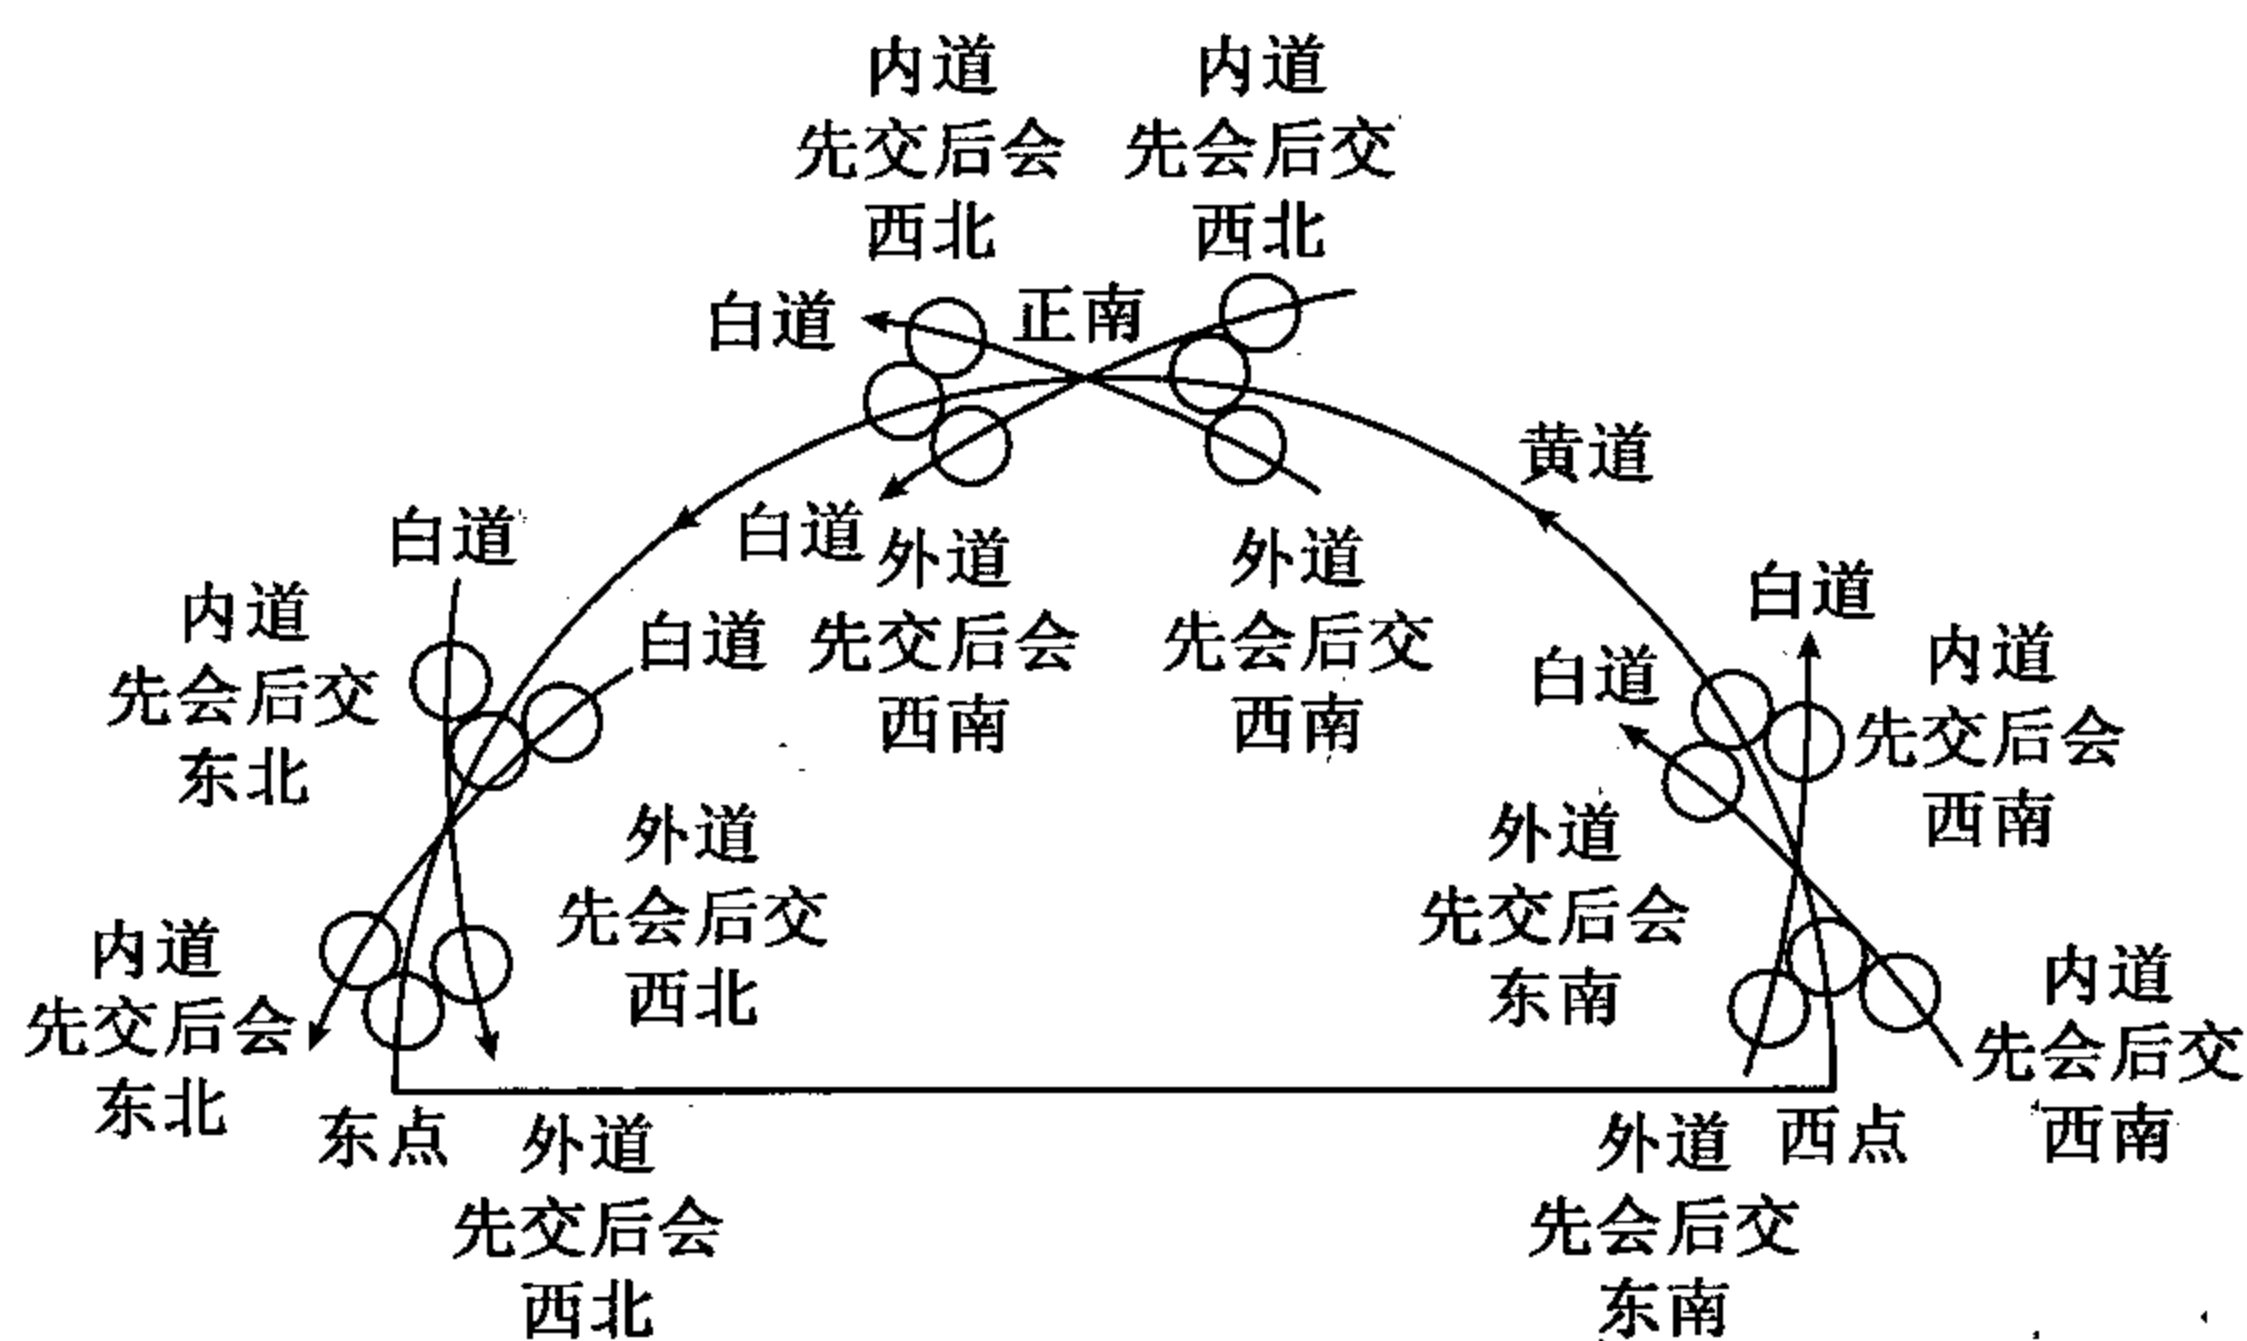 内道
先交后会
西北
内道
先会后交
西北
白道
正南
黄道
白道
外道
先交后会
西南
外道
先会后交
西南
白道
内道
先会后交
东北
白道
外道
先会后交
西北
内道
先交后会
东北
东点
外道
先交后会
西北
白道
内道
先交后会
西南
白道
外道
先交后会
东南
内道
先会后交
西南
西点
外道
先会后交
东南